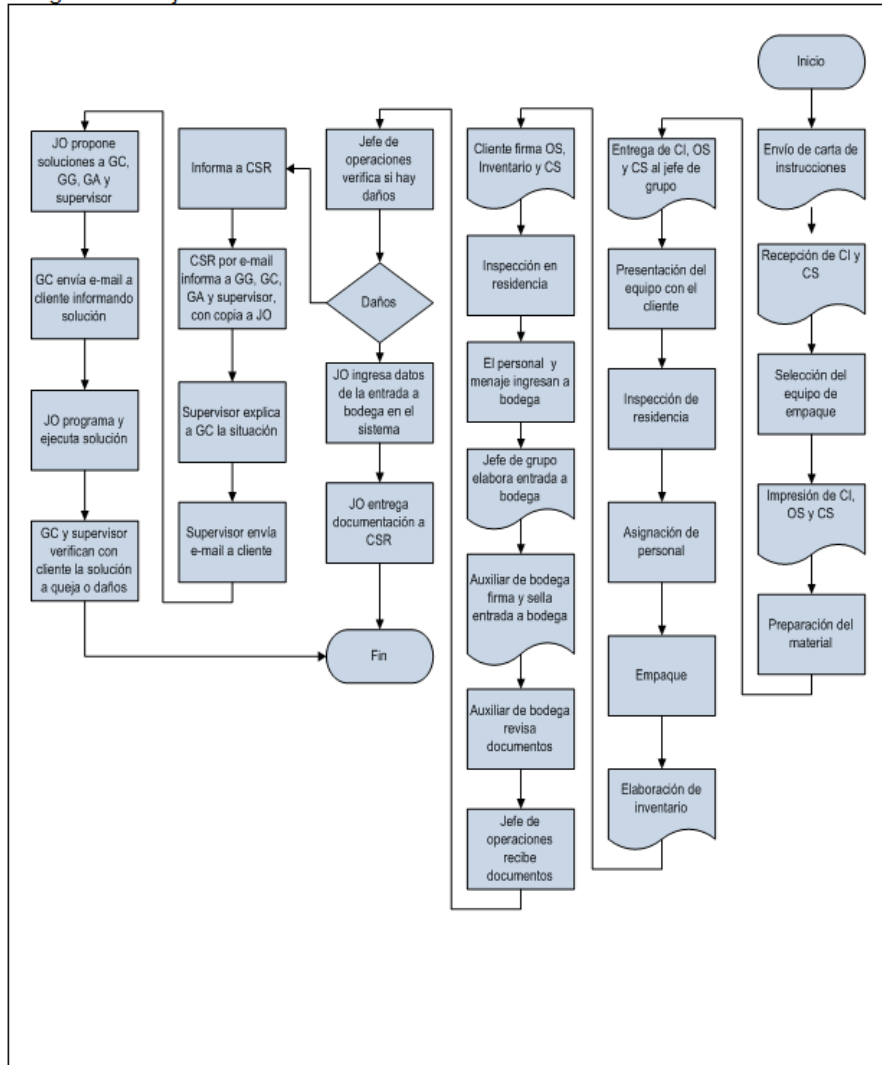 Inicio
Envío de carta de
instrucciones
Recepción de CI y
CS
Selección del
equipo de
empaque
Impresión de CI,
OS y CS
Preparación del
material
Entrega de CI, OS
y CS al jefe de
grupo
Presentación del
equipo con el
cliente
Inspección de
residencia
Asignación de
personal
Empaque
Elaboración de
inventario
Cliente firma OS,
Inventario y CS
Inspección en
residencia
El personal y
menaje ingresan a
bodega
Jefe de grupo
elabora entrada a
bodega
Auxiliar de bodega
firma y sella
entrada a bodega
Auxiliar de bodega
revisa
documentos
Jefe de
operaciones
recibe
documentos
Jefe de
operaciones
verifica si hay
daños
Daños
JO ingresa datos
de la entrada a
bodega en el
sistema
JO entrega
documentación a
CSR
Fin
Informa a CSR
CSR por e-mail
informa a GG, GC,
GA y supervisor,
con copia a JO
Supervisor explica
a GC la situación
Supervisor envía
e-mail a cliente
JO propone
soluciones a GC,
GG, GA y
supervisor
GC envía e-mail a
cliente informando
solución
JO programa y
ejecuta solución
GC y supervisor
verifican con
cliente la solución
a queja o daños